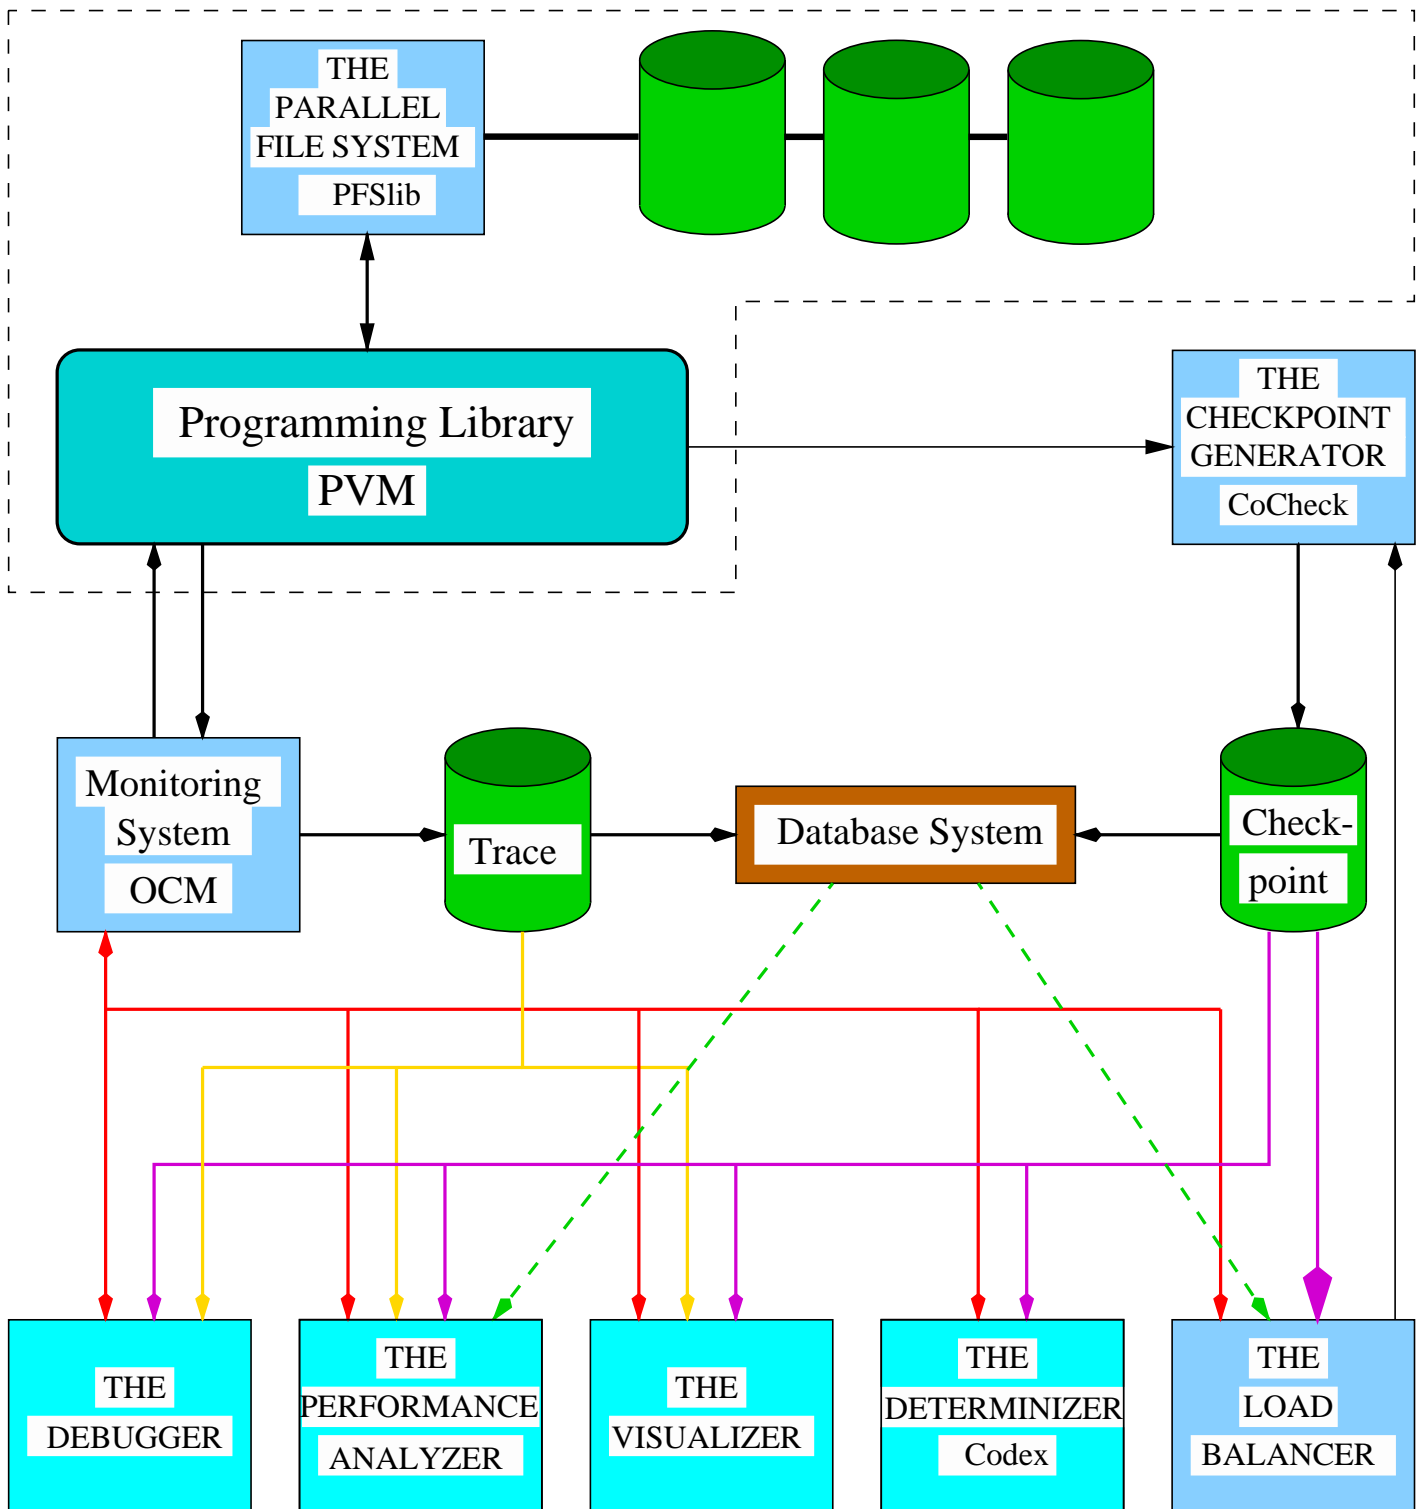 THE
PARALLEL
FILE SYSTEM
PFSlib
Programming Library
PVM
THE
CHECKPOINT
GENERATOR
CoCheck
Monitoring
System
OCM
Trace
Database System
Check-
point
THE
DEBUGGER
THE
PERFORMANCE
ANALYZER
THE
VISUALIZER
THE
DETERMINIZER
Codex
THE
LOAD
BALANCER